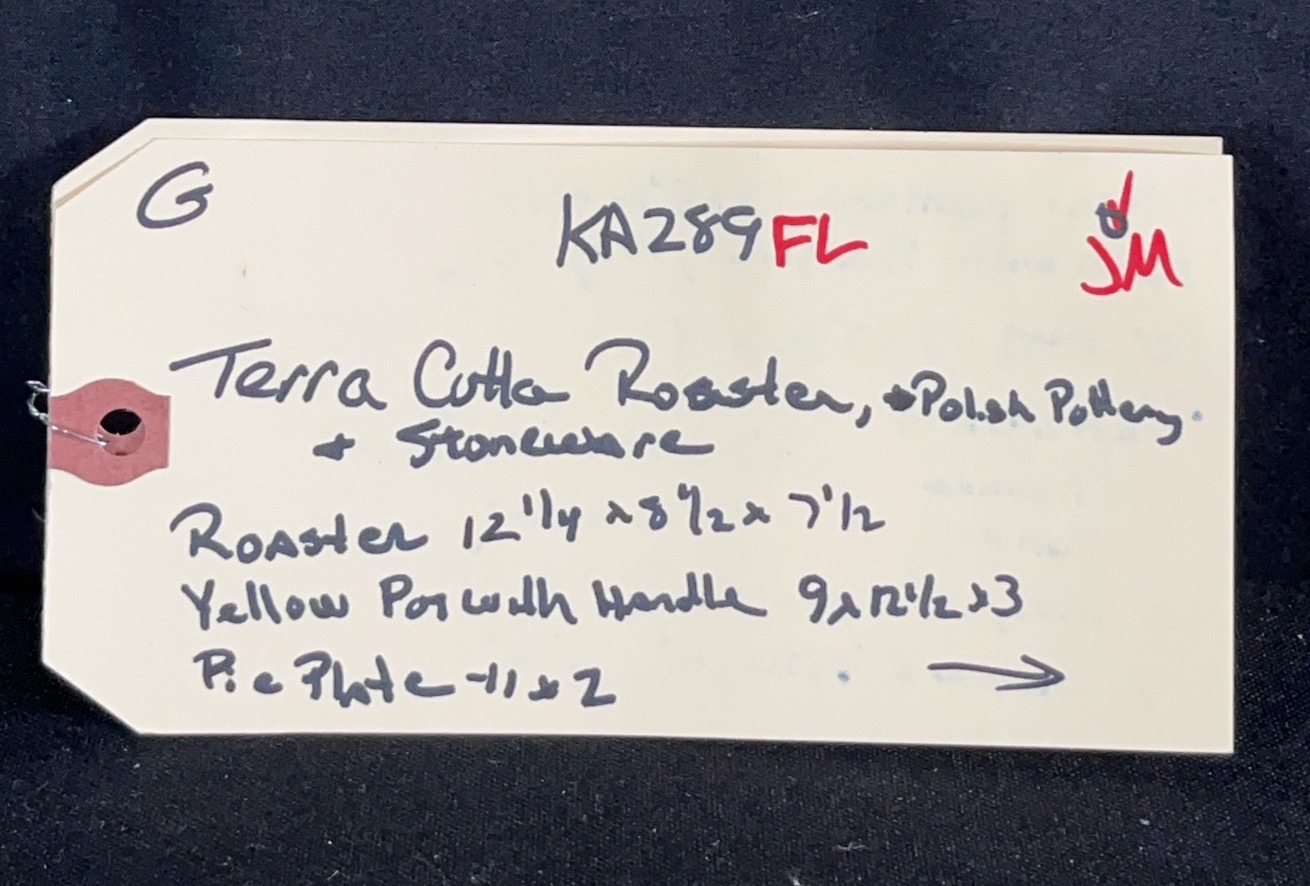 G KA289FL JM
Terra Cotta Roaster, + Polish Pottery
+ Stoneware
Roaster 12 1/4 x 8 1/2 x 7 1/2
Yellow Pot with Handle 9 x 12 1/2 x 3
Pie Plate - 11 x 2 →